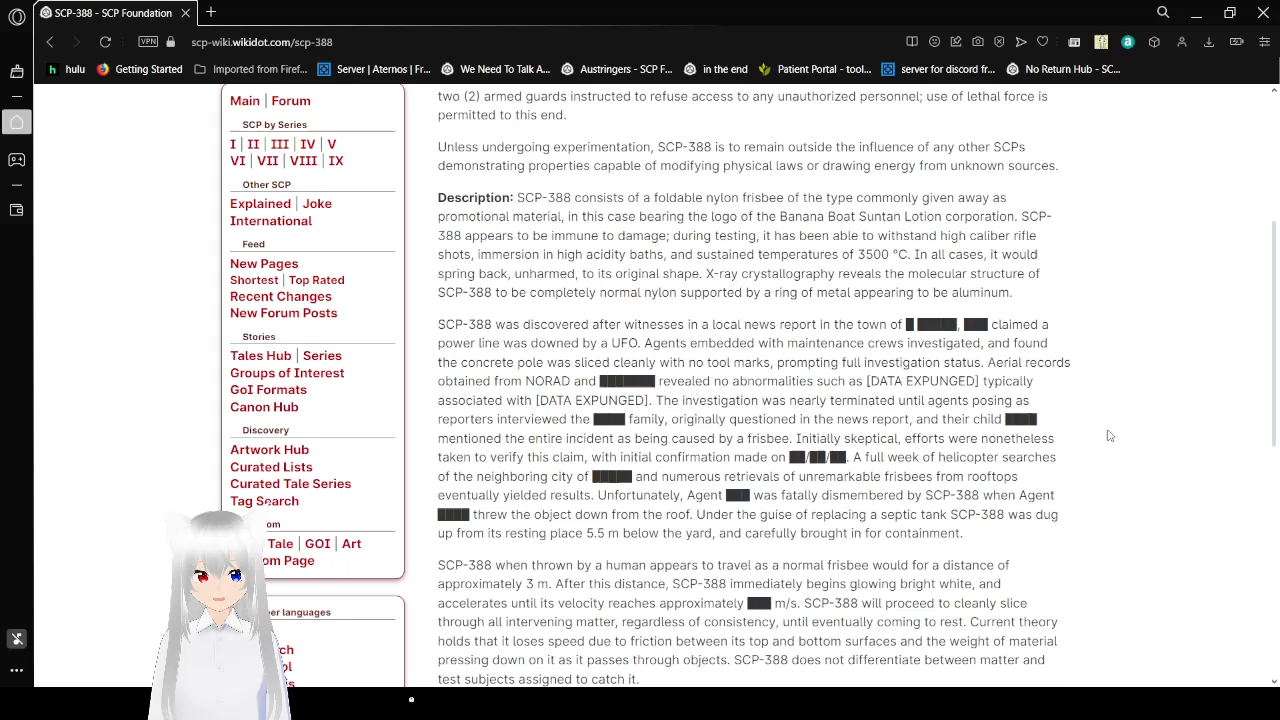 SCP-388 - SCP Foundation
VPN
scp-wiki.wikidot.com/scp-388
hulu
Getting Started
Imported from Firef...
Server | Aternos | Fr...
We Need To Talk A...
Austringers - SCP F...
in the end
Patient Portal - tool...
server for discord fr...
No Return Hub - SC...
Main | Forum
SCP by Series
I | II | III | IV | V
VI | VII | VIII | IX
Other SCP
Explained | Joke
International
Feed
New Pages
Shortest | Top Rated
Recent Changes
New Forum Posts
Stories
Tales Hub | Series
Groups of Interest
GoI Formats
Canon Hub
Discovery
Artwork Hub
Curated Lists
Curated Tale Series
Tag Search
om
Tale | GOI | Art
om Page
er languages
two (2) armed guards instructed to refuse access to any unauthorized personnel; use of lethal force is
permitted to this end.
Unless undergoing experimentation, SCP-388 is to remain outside the influence of any other SCPs
demonstrating properties capable of modifying physical laws or drawing energy from unknown sources.
Description: SCP-388 consists of a foldable nylon frisbee of the type commonly given away as
promotional material, in this case bearing the logo of the Banana Boat Suntan Lotion corporation. SCP-
388 appears to be immune to damage; during testing, it has been able to withstand high caliber rifle
shots, immersion in high acidity baths, and sustained temperatures of 3500 °C. In all cases, it would
spring back, unharmed, to its original shape. X-ray crystallography reveals the molecular structure of
SCP-388 to be completely normal nylon supported by a ring of metal appearing to be aluminum.
SCP-388 was discovered after witnesses in a local news report in the town of █ █████, ███ claimed a
power line was downed by a UFO. Agents embedded with maintenance crews investigated, and found
the concrete pole was sliced cleanly with no tool marks, prompting full investigation status. Aerial records
obtained from NORAD and ███████ revealed no abnormalities such as [DATA EXPUNGED] typically
associated with [DATA EXPUNGED]. The investigation was nearly terminated until agents posing as
reporters interviewed the ████ family, originally questioned in the news report, and their child ████
mentioned the entire incident as being caused by a frisbee. Initially skeptical, efforts were nonetheless
taken to verify this claim, with initial confirmation made on ██/██/██. A full week of helicopter searches
of the neighboring city of █████ and numerous retrievals of unremarkable frisbees from rooftops
eventually yielded results. Unfortunately, Agent ███ was fatally dismembered by SCP-388 when Agent
████ threw the object down from the roof. Under the guise of replacing a septic tank SCP-388 was dug
up from its resting place 5.5 m below the yard, and carefully brought in for containment.
SCP-388 when thrown by a human appears to travel as a normal frisbee would for a distance of
approximately 3 m. After this distance, SCP-388 immediately begins glowing bright white, and
accelerates until its velocity reaches approximately ███ m/s. SCP-388 will proceed to cleanly slice
through all intervening matter, regardless of consistency, until eventually coming to rest. Current theory
holds that it loses speed due to friction between its top and bottom surfaces and the weight of material
pressing down on it as it passes through objects. SCP-388 does not differentiate between matter and
test subjects assigned to catch it.